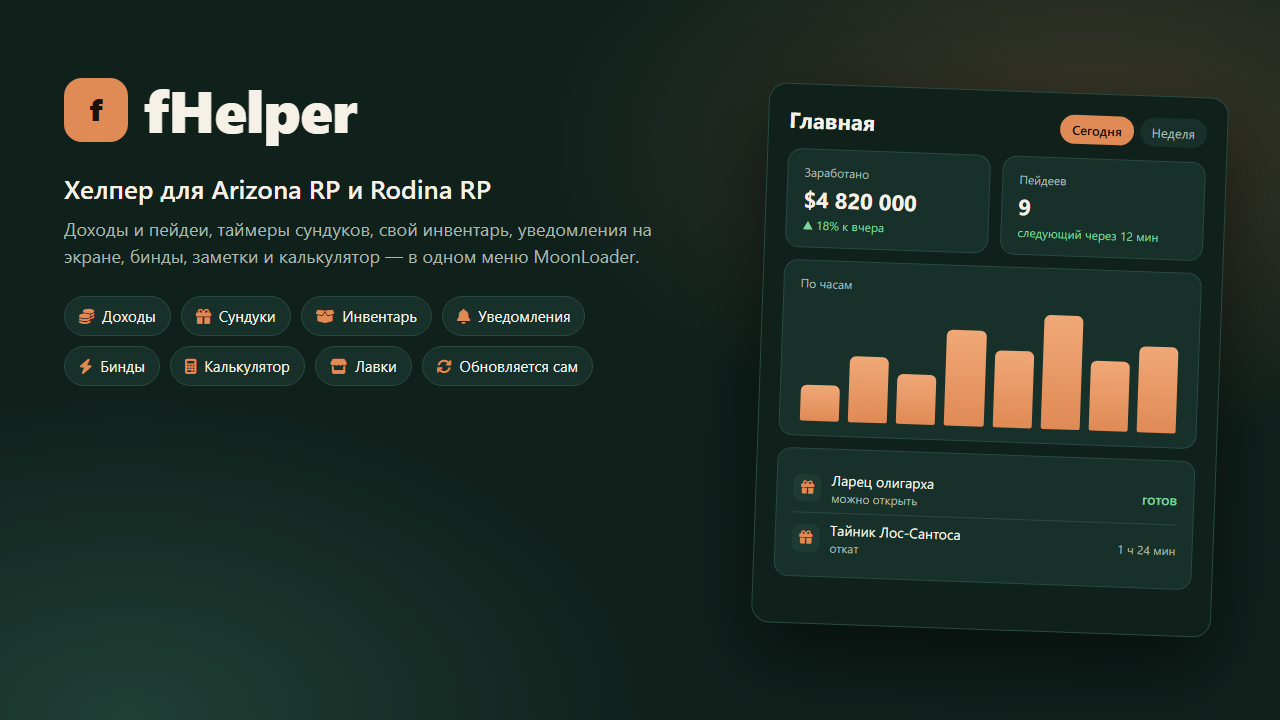 f fHelper
Хелпер для Arizona RP и Rodina RP
Доходы и пейдеи, таймеры сундуков, свой инвентарь, уведомления на
экране, бинды, заметки и калькулятор — в одном меню MoonLoader.
Доходы Сундуки Инвентарь Уведомления
Бинды Калькулятор Лавки Обновляется сам
Главная Сегодня Неделя
Заработано
$4 820 000
▲ 18% к вчера
Пейдеев
9
следующий через 12 мин
По часам
Ларец олигарха
можно открыть
готов
Тайник Лос-Сантоса
откат
1 ч 24 мин